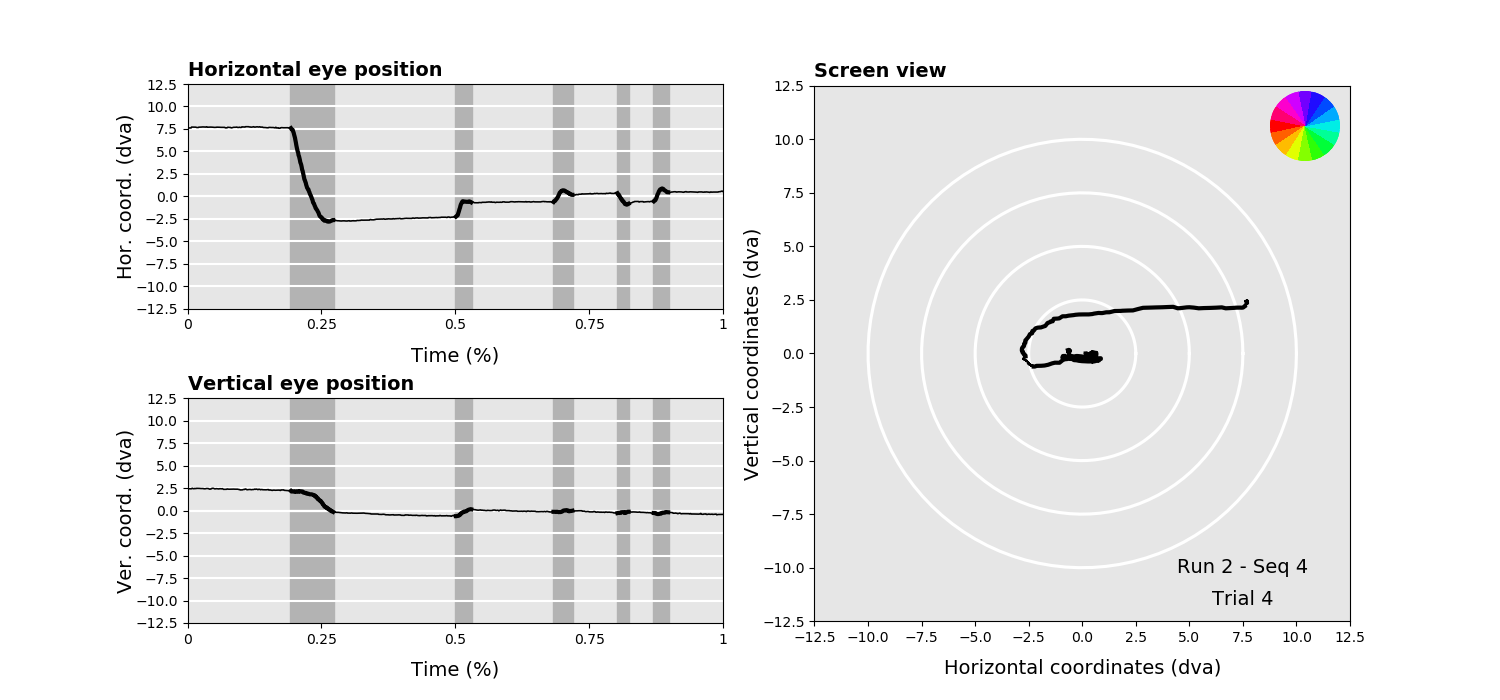 Horizontal eye position
12.5
10.0
7.5
5.0
2.5
0.0
−2.5
−5.0
−7.5
−10.0
−12.5
Hor. coord. (dva)
0 0.25 0.5 0.75 1
Time (%)
Vertical eye position
12.5
10.0
7.5
5.0
2.5
0.0
−2.5
−5.0
−7.5
−10.0
−12.5
Ver. coord. (dva)
0 0.25 0.5 0.75 1
Time (%)
Screen view
12.5
10.0
7.5
5.0
2.5
0.0
−2.5
−5.0
−7.5
−10.0
−12.5
Vertical coordinates (dva)
Run 2 - Seq 4
Trial 4
−12.5 −10.0 −7.5 −5.0 −2.5 0.0 2.5 5.0 7.5 10.0 12.5
Horizontal coordinates (dva)